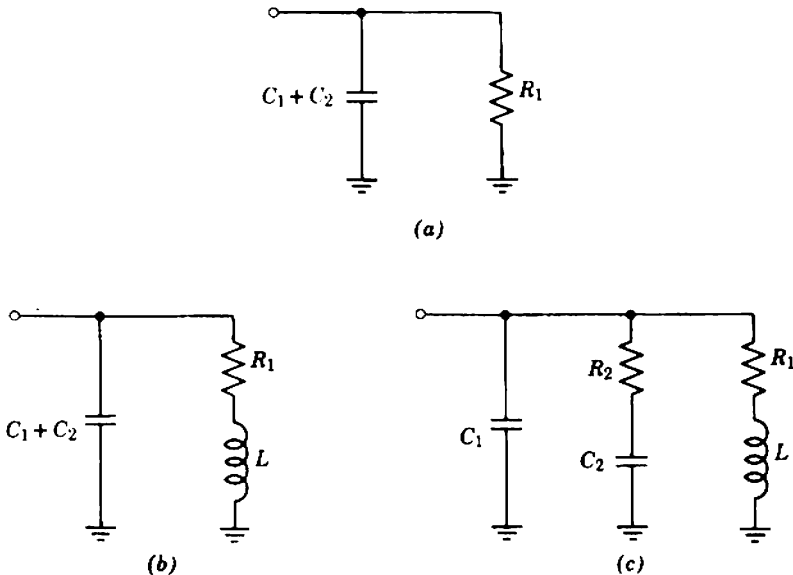 C₁ + C₂
R₁
(a)
C₁ + C₂
R₁
L
(b)
C₁
R₂
C₂
R₁
L
(c)